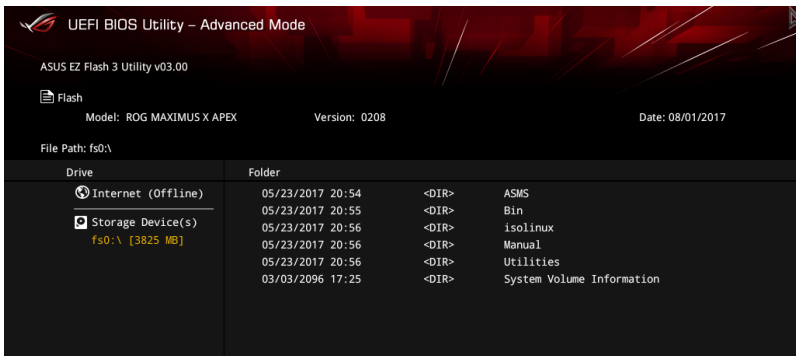 UEFI BIOS Utility – Advanced Mode
ASUS EZ Flash 3 Utility v03.00
Flash
Model: ROG MAXIMUS X APEX Version: 0208 Date: 08/01/2017
File Path: fs0:\
Drive Folder
Internet (Offline) 05/23/2017 20:54 <DIR> ASMS
05/23/2017 20:55 <DIR> Bin
Storage Device(s) 05/23/2017 20:56 <DIR> isolinux
fs0:\ [3825 MB] 05/23/2017 20:56 <DIR> Manual
05/23/2017 20:56 <DIR> Utilities
03/03/2096 17:25 <DIR> System Volume Information